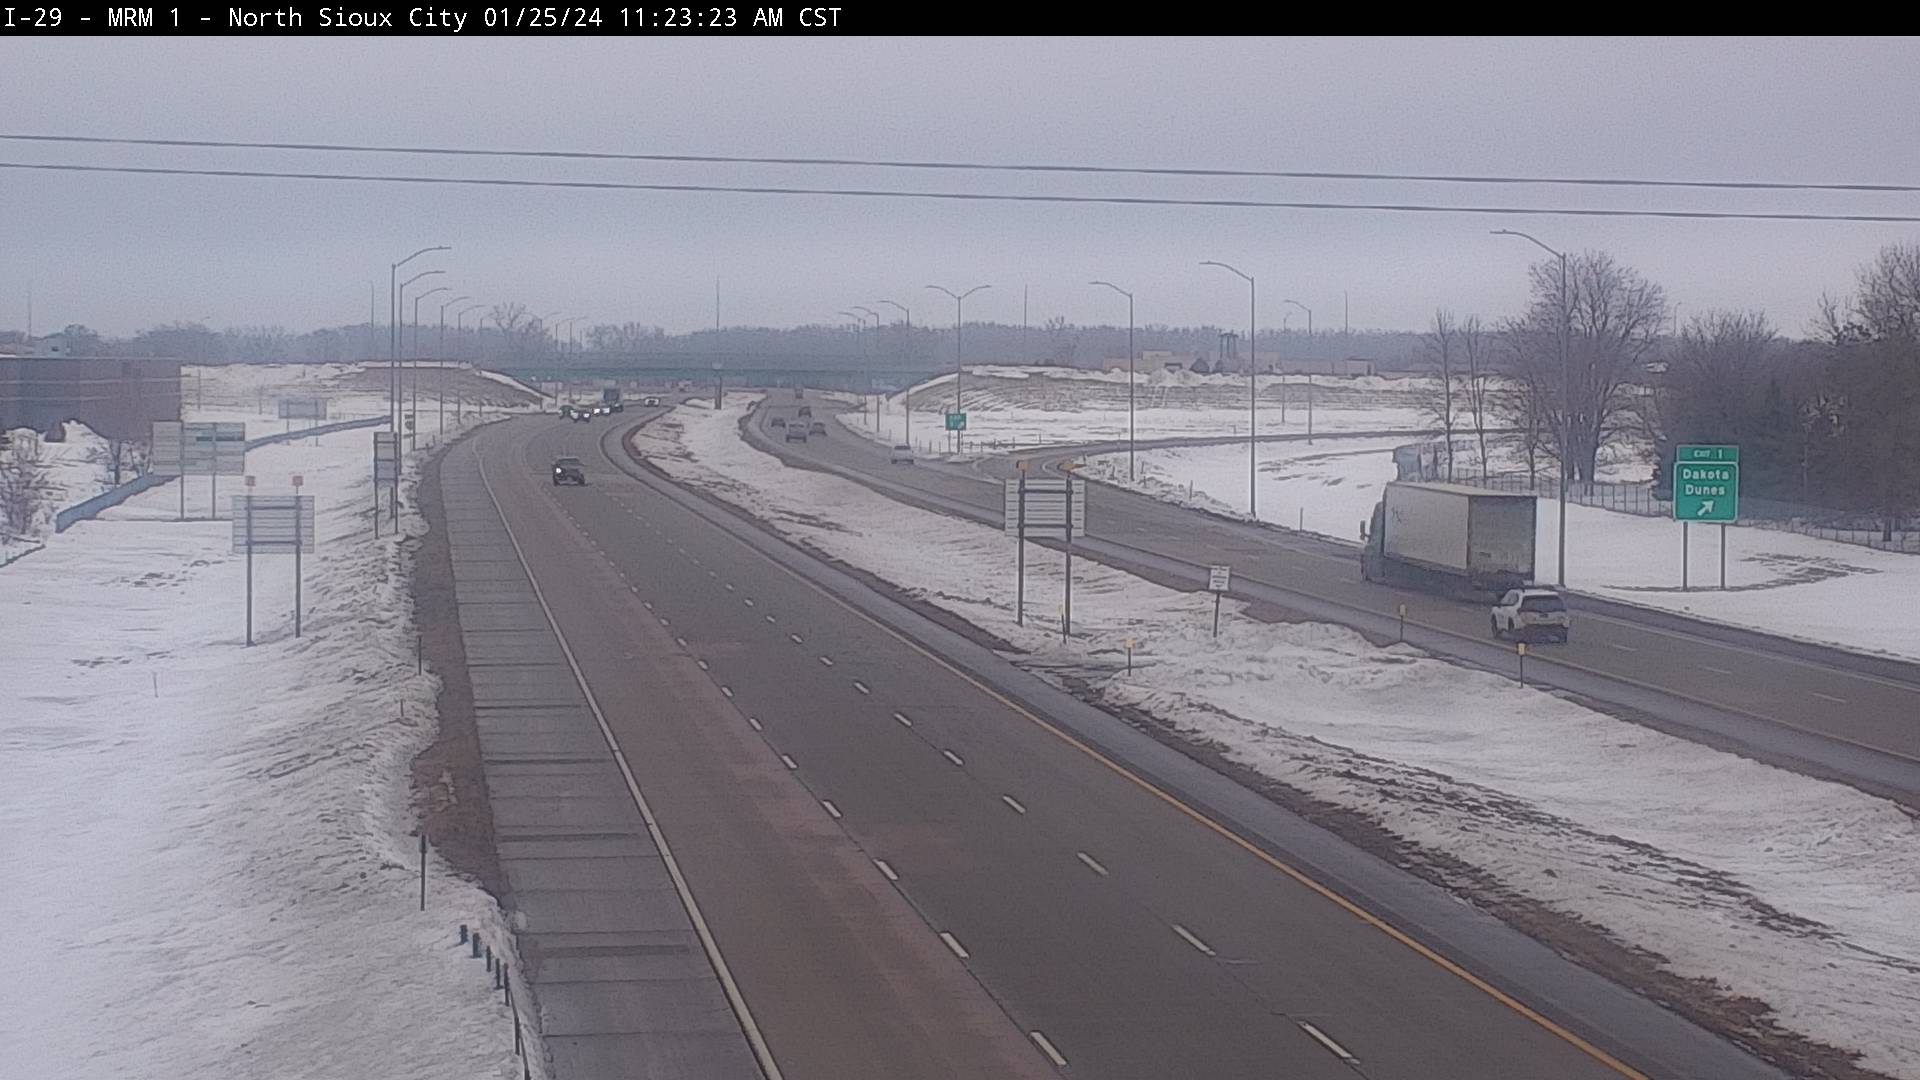 I-29 - MRM 1 - North Sioux City 01/25/24 11:23:23 AM CST
EXIT 1
Dakota
Dunes